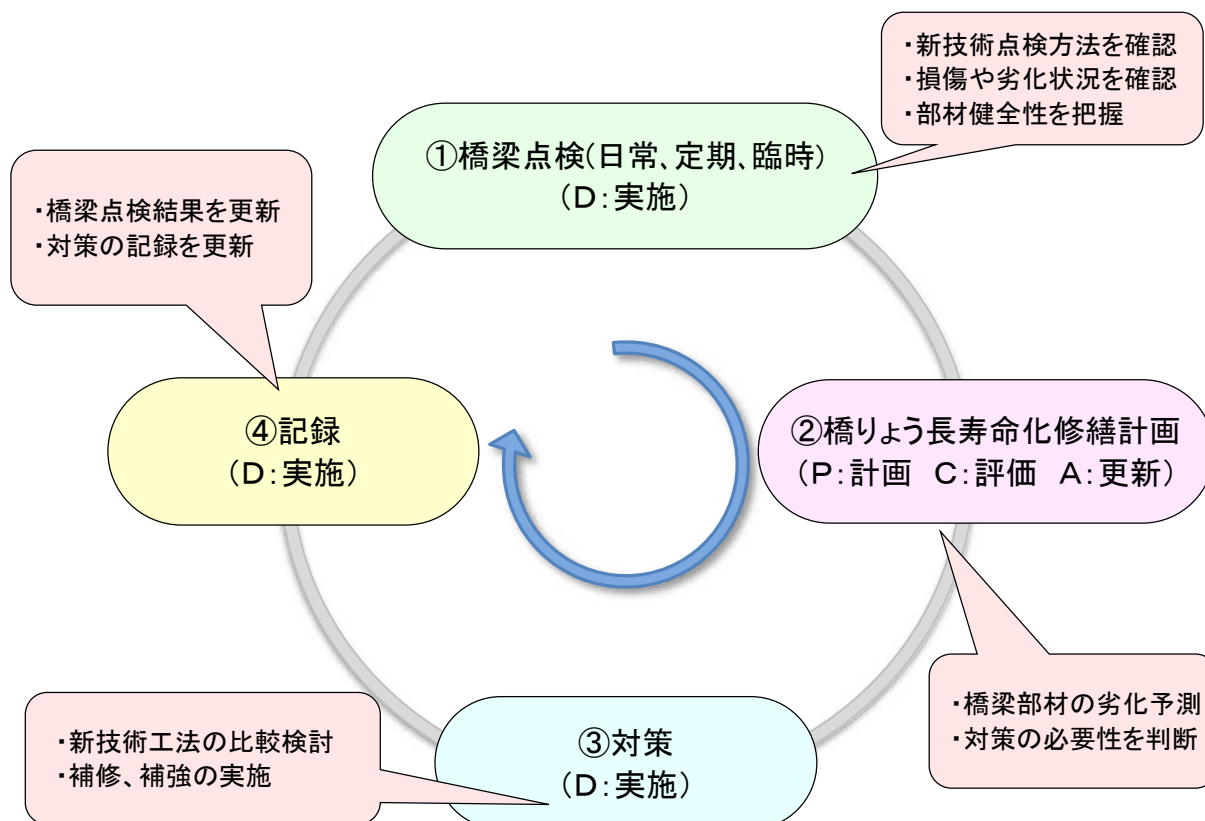 ・新技術点検方法を確認
・損傷や劣化状況を確認
・部材健全性を把握
①橋梁点検(日常、定期、臨時)
(D:実施)
・橋梁点検結果を更新
・対策の記録を更新
④記録
(D:実施)
②橋りょう長寿命化修繕計画
(P:計画 C:評価 A:更新)
・橋梁部材の劣化予測
・対策の必要性を判断
③対策
(D:実施)
・新技術工法の比較検討
・補修、補強の実施